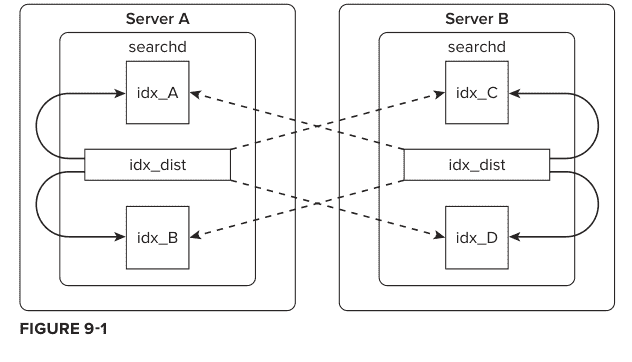 Server A
searchd
idx_A
idx_dist
idx_B
Server B
searchd
idx_C
idx_dist
idx_D
FIGURE 9-1